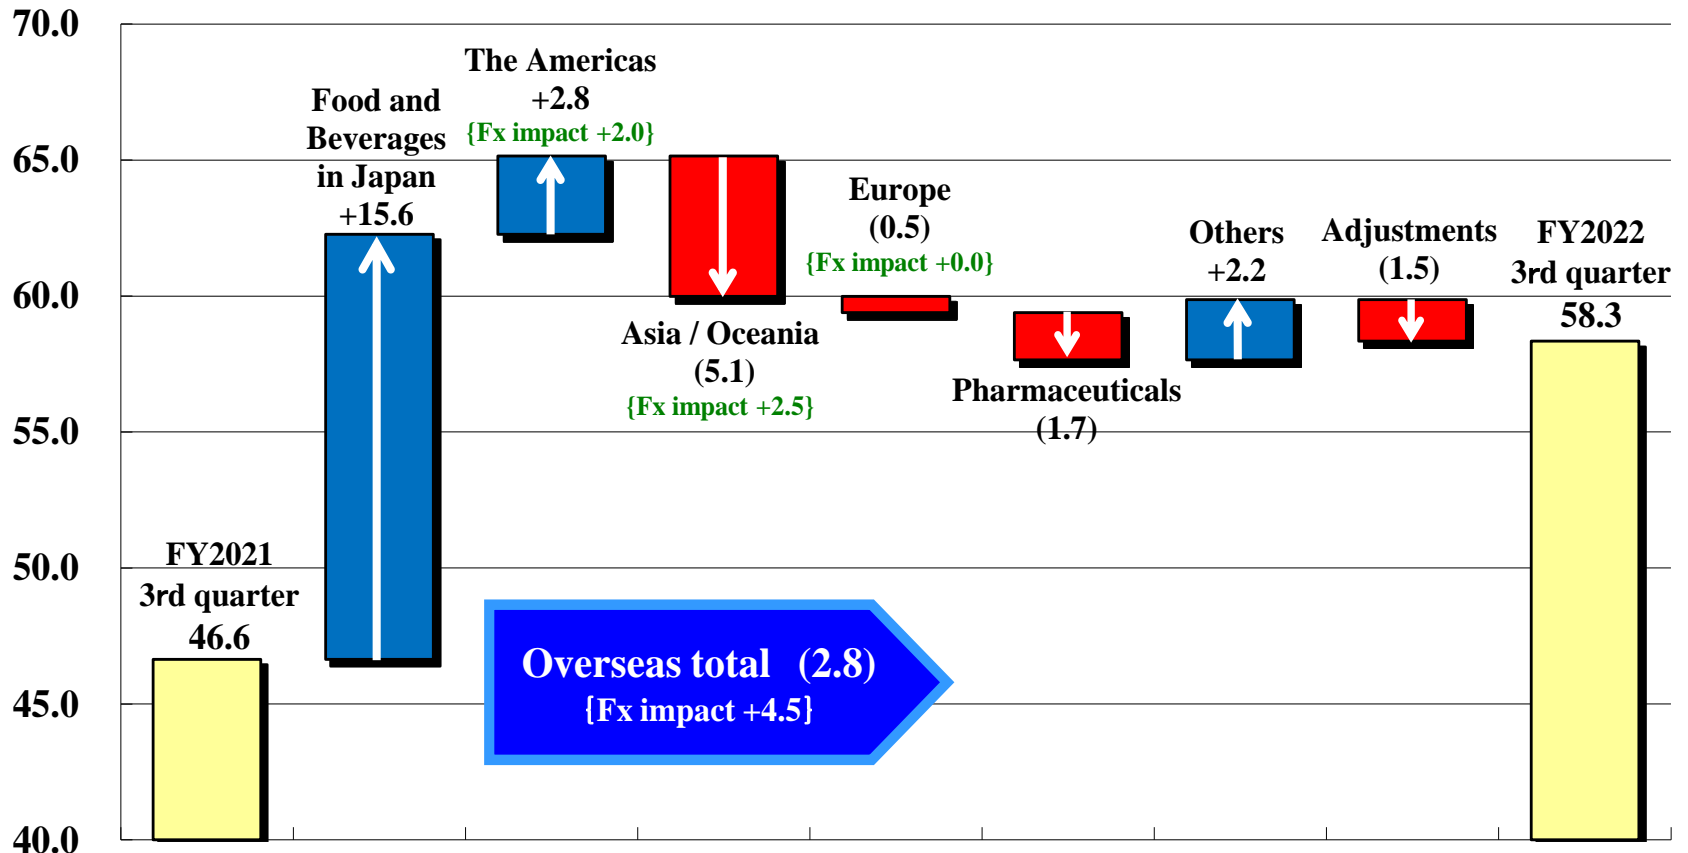 70.0
65.0
60.0
55.0
50.0
45.0
40.0
FY2021
3rd quarter
46.6
Food and
Beverages
in Japan
+15.6
The Americas
+2.8
{Fx impact +2.0}
Asia / Oceania
(5.1)
{Fx impact +2.5}
Europe
(0.5)
{Fx impact +0.0}
Pharmaceuticals
(1.7)
Others
+2.2
Adjustments
(1.5)
FY2022
3rd quarter
58.3
Overseas total (2.8)
{Fx impact +4.5}